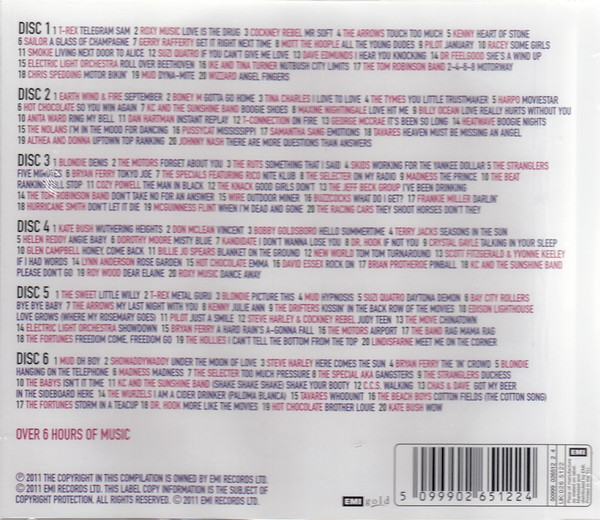 DISC 1 1 T-REX TELEGRAM SAM 2 ROXY MUSIC LOVE IS THE DRUG 3 COCKNEY REBEL MR SOFT 4 THE ARROWS TOUCH TOO MUCH 5 KENNY HEART OF STONE
6 SAILOR A GLASS OF CHAMPAGNE 7 GERRY RAFFERTY GET IT RIGHT NEXT TIME 8 MOTT THE HOOPLE ALL THE YOUNG DUDES 9 PILOT JANUARY 10 RACEY SOME GIRLS
11 SMOKIE LIVING NEXT DOOR TO ALICE 12 SUZI QUATRO IF YOU CAN'T GIVE ME LOVE 13 DAVE EDMUNDS I HEAR YOU KNOCKING 14 DR FEELGOOD SHE'S A WIND UP
15 ELECTRIC LIGHT ORCHESTRA ROLL OVER BEETHOVEN 16 IKE AND TINA TURNER NUTBUSH CITY LIMITS 17 THE TOM ROBINSON BAND 2-4-6-8 MOTORWAY
18 CHRIS SPEDDING MOTOR BIKIN' 19 MUD DYNA-MITE 20 WIZZARD ANGEL FINGERS
DISC 2 1 EARTH WIND & FIRE SEPTEMBER 2 BONEY M GOTTA GO HOME 3 TINA CHARLES I LOVE TO LOVE 4 THE TYMES YOU LITTLE TRUSTMAKER 5 HARPO MOVIESTAR
6 HOT CHOCOLATE SO YOU WIN AGAIN 7 KC AND THE SUNSHINE BAND BOOGIE SHOES 8 MAXINE NIGHTINGALE LOVE HIT ME 9 BILLY OCEAN LOVE REALLY HURTS WITHOUT YOU
10 ANITA WARD RING MY BELL 11 DAN HARTMAN INSTANT REPLAY 12 T-CONNECTION ON FIRE 13 GEORGE MCCRAE IT'S BEEN SO LONG 14 HEATWAVE BOOGIE NIGHTS
15 THE NOLANS I'M IN THE MOOD FOR DANCING 16 PUSSYCAT MISSISSIPPI 17 SAMANTHA SANG EMOTIONS 18 TAVARES HEAVEN MUST BE MISSING AN ANGEL
19 ALTHEA AND DONNA UPTOWN TOP RANKING 20 JOHNNY NASH THERE ARE MORE QUESTIONS THAN ANSWERS
DISC 3 1 BLONDIE DENIS 2 THE MOTORS FORGET ABOUT YOU 3 THE RUTS SOMETHING THAT I SAID 4 SKIDS WORKING FOR THE YANKEE DOLLAR 5 THE STRANGLERS
FIVE MINUTES 6 BRYAN FERRY TOKYO JOE 7 THE SPECIALS FEATURING RICO NITE KLUB 8 THE SELECTER ON MY RADIO 9 MADNESS THE PRINCE 10 THE BEAT
RANKING FULL STOP 11 COZY POWELL THE MAN IN BLACK 12 THE KNACK GOOD GIRLS DON'T 13 THE JEFF BECK GROUP I'VE BEEN DRINKING
14 THE TOM ROBINSON BAND DON'T TAKE NO FOR AN ANSWER 15 WIRE OUTDOOR MINER 16 BUZZCOCKS WHAT DO I GET? 17 FRANKIE MILLER DARLIN'
18 HURRICANE SMITH DON'T LET IT DIE 19 MCGUINNESS FLINT WHEN I'M DEAD AND GONE 20 THE RACING CARS THEY SHOOT HORSES DON'T THEY
DISC 4 1 KATE BUSH WUTHERING HEIGHTS 2 DON MCLEAN VINCENT 3 BOBBY GOLDSBORO HELLO SUMMERTIME 4 TERRY JACKS SEASONS IN THE SUN
5 HELEN REDDY ANGIE BABY 6 DOROTHY MOORE MISTY BLUE 7 KANDIDATE I DON'T WANNA LOSE YOU 8 DR. HOOK IF NOT YOU 9 CRYSTAL GAYLE TALKING IN YOUR SLEEP
10 GLEN CAMPBELL HONEY, COME BACK 11 BILLIE JO SPEARS BLANKET ON THE GROUND 12 NEW WORLD TOM TOM TURNAROUND 13 SCOTT FITZGERALD & YVONNE KEELEY
IF I HAD WORDS 14 LYNN ANDERSON ROSE GARDEN 15 HOT CHOCOLATE EMMA 16 DAVID ESSEX ROCK ON 17 BRIAN PROTHEROE PINBALL 18 KC AND THE SUNSHINE BAND
PLEASE DON'T GO 19 ROY WOOD DEAR ELAINE 20 ROXY MUSIC DANCE AWAY
DISC 5 1 THE SWEET LITTLE WILLY 2 T-REX METAL GURU 3 BLONDIE PICTURE THIS 4 MUD HYPNOSIS 5 SUZI QUATRO DAYTONA DEMON 6 BAY CITY ROLLERS
BYE BYE BABY 7 THE ARROWS MY LAST NIGHT WITH YOU 8 KENNY JULIE ANN 9 THE DRIFTERS KISSIN' IN THE BACK ROW OF THE MOVIES 10 EDISON LIGHTHOUSE
LOVE GROWS (WHERE MY ROSEMARY GOES) 11 PILOT JUST A SMILE 12 STEVE HARLEY & COCKNEY REBEL JUDY TEEN 13 THE MOVE CHINATOWN
14 ELECTRIC LIGHT ORCHESTRA SHOWDOWN 15 BRYAN FERRY A HARD RAIN'S A-GONNA FALL 16 THE MOTORS AIRPORT 17 THE BAND RAG MAMA RAG
18 THE FORTUNES FREEDOM COME, FREEDOM GO 19 THE HOLLIES I CAN'T TELL THE BOTTOM FROM THE TOP 20 LINDISFARNE MEET ME ON THE CORNER
DISC 6 1 MUD OH BOY 2 SHOWADDYWADDY UNDER THE MOON OF LOVE 3 STEVE HARLEY HERE COMES THE SUN 4 BRYAN FERRY THE 'IN' CROWD 5 BLONDIE
HANGING ON THE TELEPHONE 6 MADNESS MADNESS 7 THE SELECTER TOO MUCH PRESSURE 8 THE SPECIAL AKA GANGSTERS 9 THE STRANGLERS DUCHESS
10 THE BABYS ISN'T IT TIME 11 KC AND THE SUNSHINE BAND (SHAKE SHAKE SHAKE) SHAKE YOUR BOOTY 12 C.C.S. WALKING 13 CHAS & DAVE GOT MY BEER
IN THE SIDEBOARD HERE 14 THE WURZELS I AM A CIDER DRINKER (PALOMA BLANCA) 15 TAVARES WHODUNIT 16 THE BEACH BOYS COTTON FIELDS (THE COTTON SONG)
17 THE FORTUNES STORM IN A TEACUP 18 DR. HOOK MORE LIKE THE MOVIES 19 HOT CHOCOLATE BROTHER LOUIE 20 KATE BUSH WOW
OVER 6 HOURS OF MUSIC
℗ 2011 THE COPYRIGHT IN THIS COMPILATION IS OWNED BY EMI RECORDS LTD.
© 2011 EMI RECORDS LTD. THIS LABEL COPY INFORMATION IS THE SUBJECT OF
COPYRIGHT PROTECTION. ALL RIGHTS RESERVED. © 2011 EMI RECORDS LTD.
EMI gold
5 099902 651224
EMI